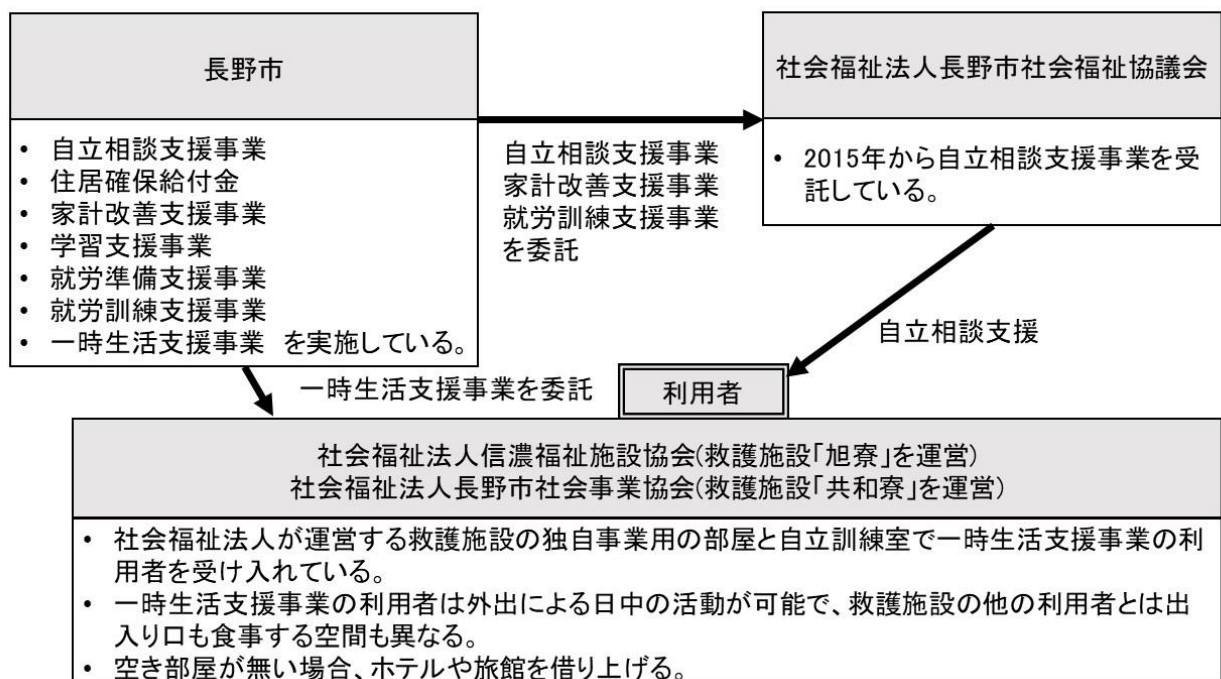 長野市
• 自立相談支援事業
• 住居確保給付金
• 家計改善支援事業
• 学習支援事業
• 就労準備支援事業
• 就労訓練支援事業
• 一時生活支援事業 を実施している。
自立相談支援事業
家計改善支援事業
就労訓練支援事業
を委託
社会福祉法人長野市社会福祉協議会
• 2015年から自立相談支援事業を受
託している。
自立相談支援
一時生活支援事業を委託
利用者
社会福祉法人信濃福祉施設協会(救護施設「旭寮」を運営)
社会福祉法人長野市社会事業協会(救護施設「共和寮」を運営)
• 社会福祉法人が運営する救護施設の独自事業用の部屋と自立訓練室で一時生活支援事業の利
用者を受け入れている。
• 一時生活支援事業の利用者は外出による日中の活動が可能で、救護施設の他の利用者とは出
入り口も食事する空間も異なる。
• 空き部屋が無い場合、ホテルや旅館を借り上げる。